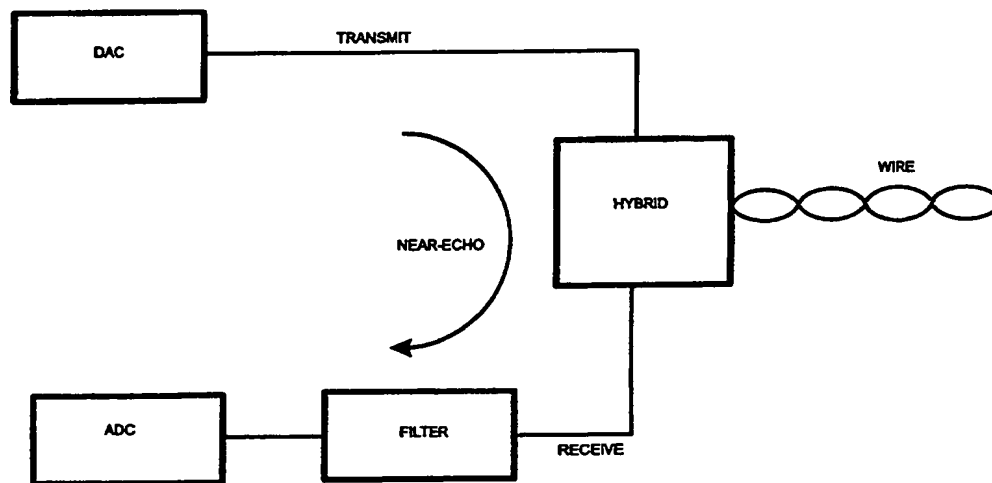 DAC
TRANSMIT
WIRE
HYBRID
NEAR-ECHO
ADC
FILTER
RECEIVE